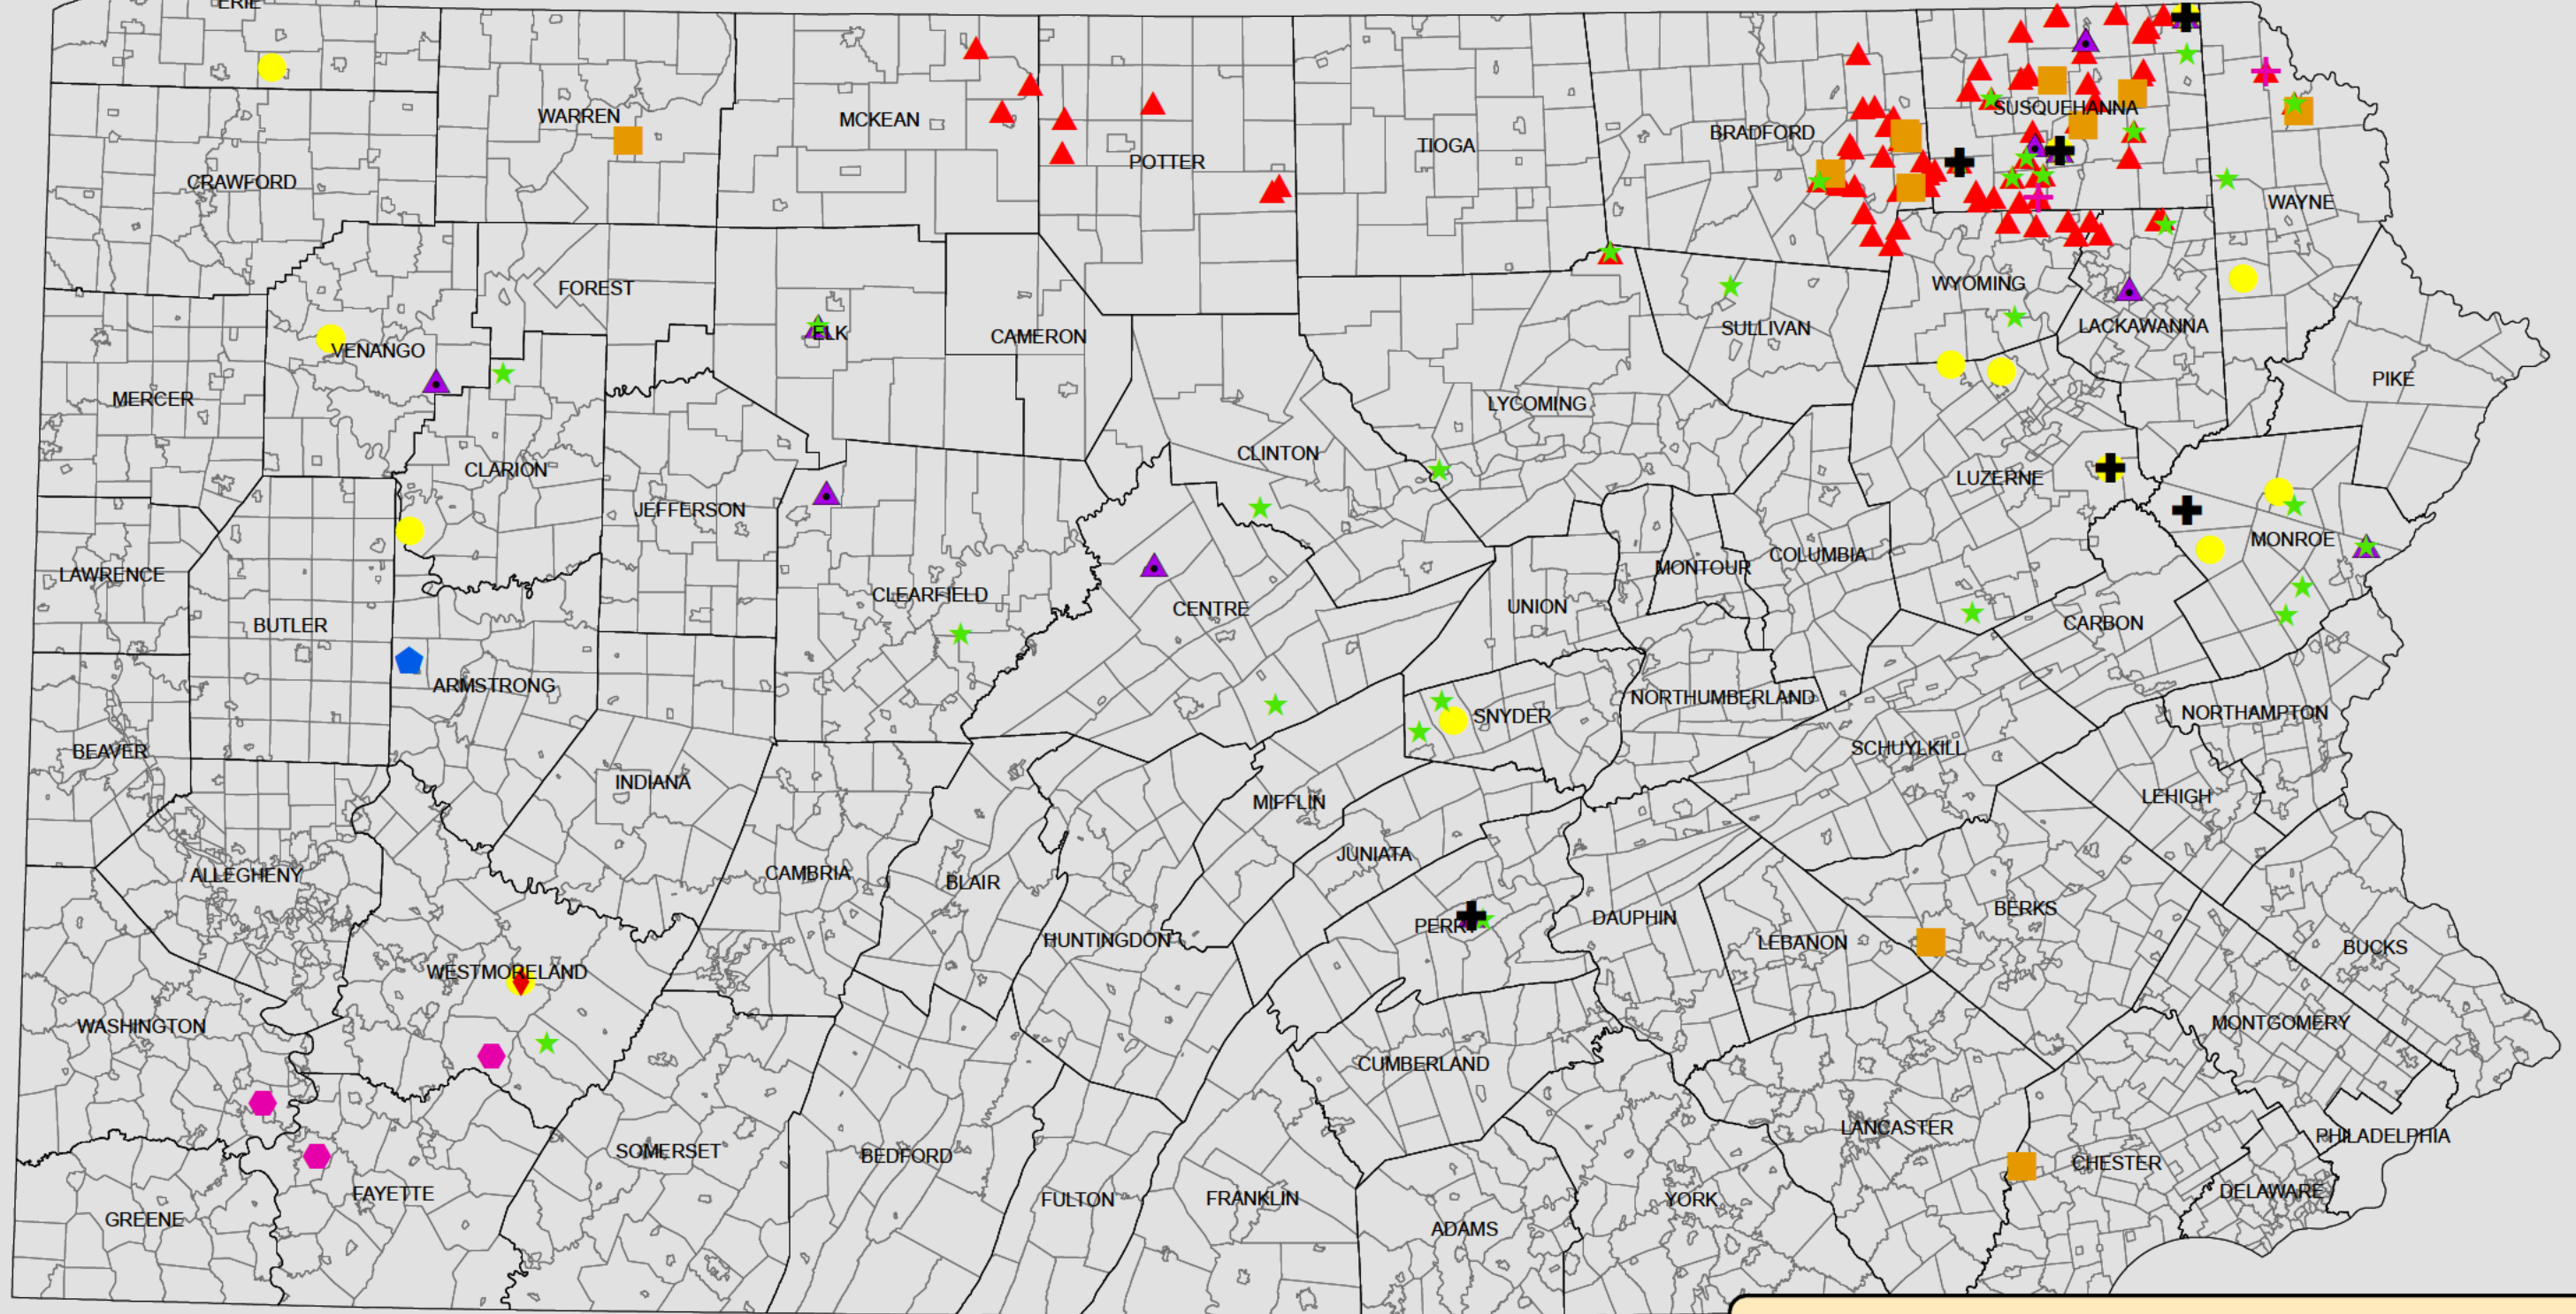 ERIE
WARREN
MCKEAN
SUSQUEHANNA
BRADFORD
TIOGA
POTTER
CRAWFORD
WAYNE
FOREST
WYOMING
LACKAWANNA
SULLIVAN
ELK
CAMERON
VENANGO
PIKE
MERCER
LYCOMING
CLINTON
CLARION
LUZERNE
JEFFERSON
MONROE
COLUMBIA
MONTOUR
LAWRENCE
CLEARFIELD
UNION
CENTRE
CARBON
BUTLER
ARMSTRONG
NORTHUMBERLAND
NORTHAMPTON
SNYDER
SCHUYLKILL
BEAVER
INDIANA
LEHIGH
MIFFLIN
JUNIATA
CAMBRIA
ALLEGHENY
BLAIR
BERKS
DAUPHIN
PERRY
HUNTINGDON
LEBANON
BUCKS
WESTMORELAND
MONTGOMERY
WASHINGTON
CUMBERLAND
LANCASTER
PHILADELPHIA
SOMERSET
BEDFORD
CHESTER
DELAWARE
FAYETTE
FULTON
FRANKLIN
YORK
GREENE
ADAMS